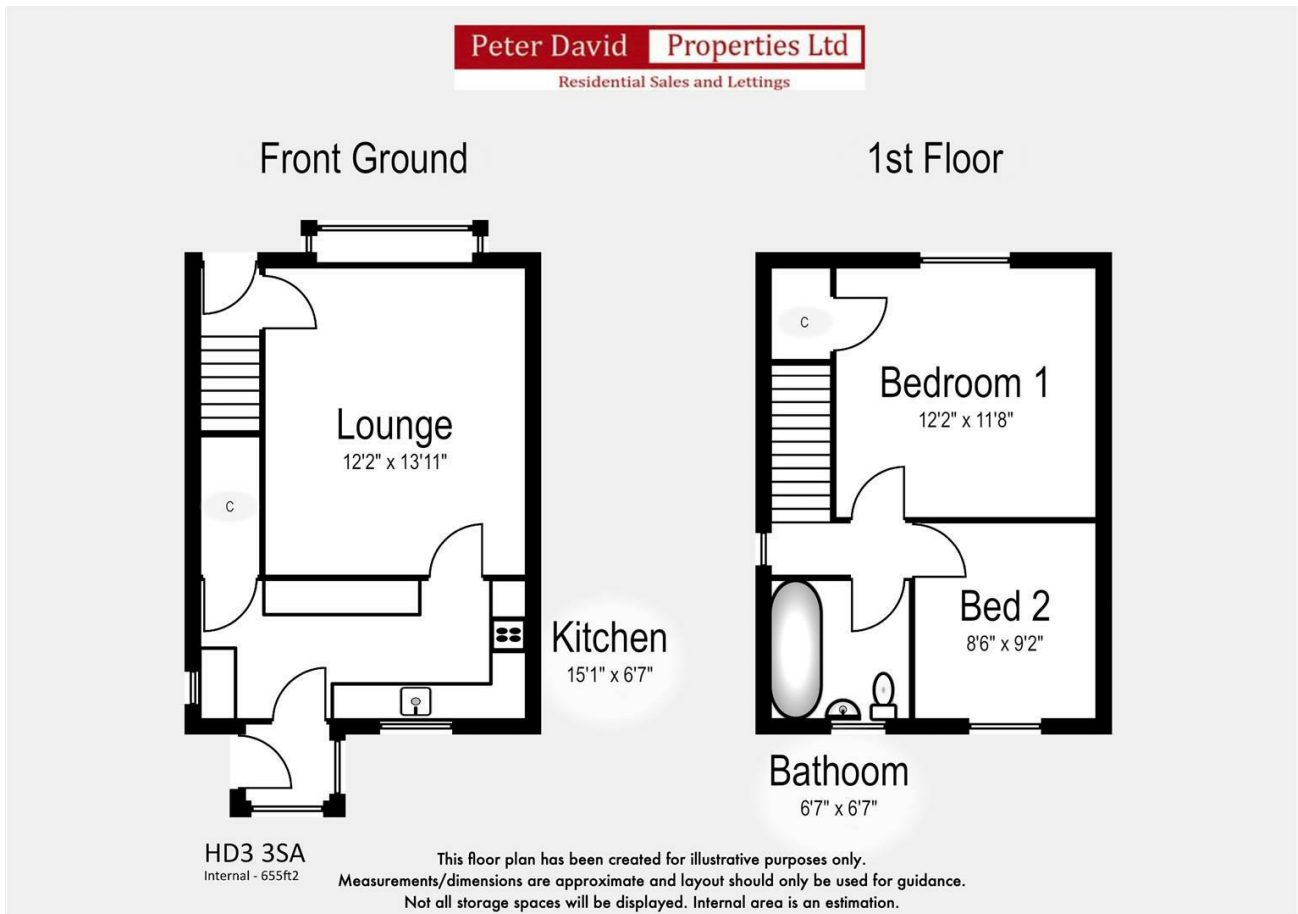 Peter David Properties Ltd
Residential Sales and Lettings
Front Ground
1st Floor
C
Bedroom 1
12'2" x 11'8"
Lounge
12'2" x 13'11"
C
Bed 2
8'6" x 9'2"
Kitchen
15'1" x 6'7"
Bathoom
6'7" x 6'7"
HD3 3SA
Internal - 655ft2
This floor plan has been created for illustrative purposes only.
Measurements/dimensions are approximate and layout should only be used for guidance.
Not all storage spaces will be displayed. Internal area is an estimation.